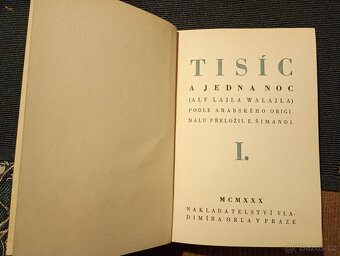 TISÍC
A JEDNA NOC
(ALF LAJLA WALAJLA)
PODLE ARABSKÉHO ORIGI-
NÁLU PŘELOŽIL E. ŠIMANDL
I.
MCMXXX
NAKLADATELSTVÍ VLA-
DIMÍRA ORLA V PRAZE